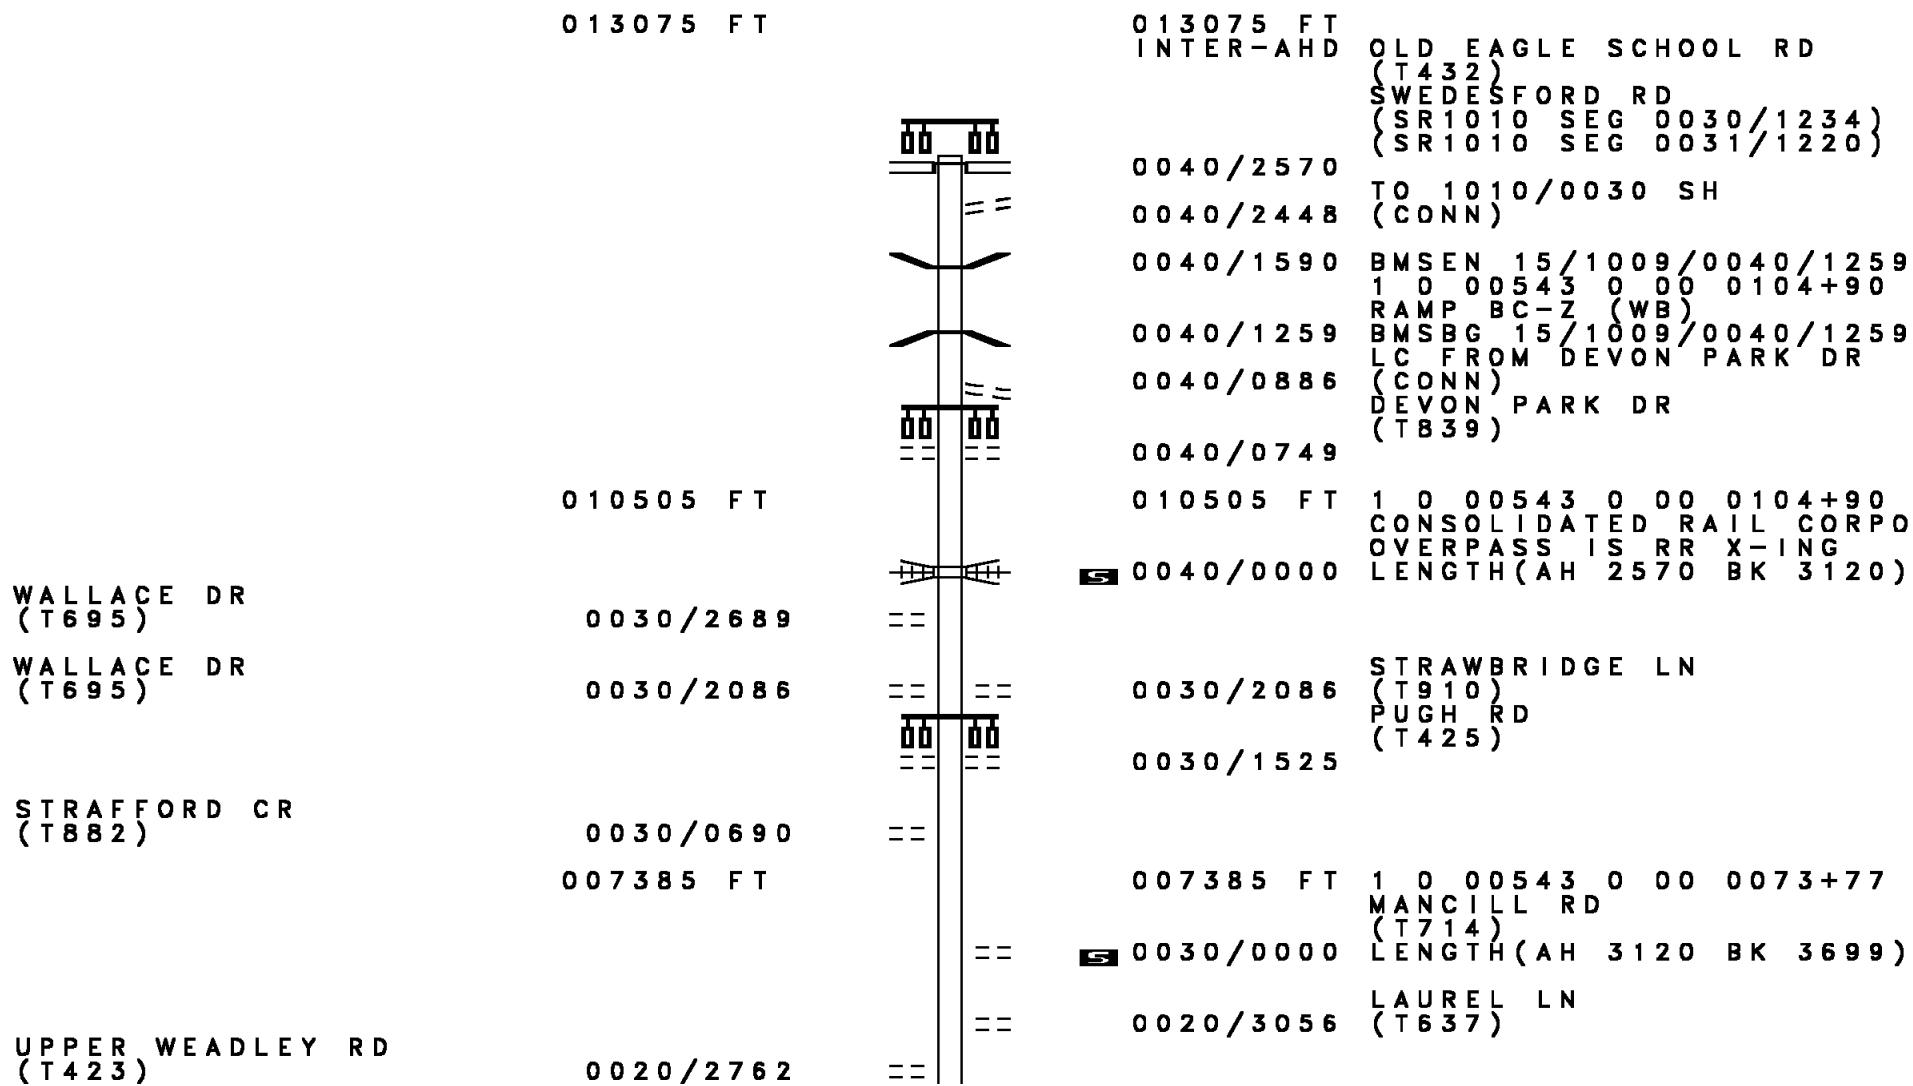 013075 FT 013075 FT
INTER-AHD OLD EAGLE SCHOOL RD
(T432)
SWEDESFORD RD
(SR1010 SEG 0030/1234)
(SR1010 SEG 0031/1220)
0040/2570
TO 1010/0030 SH
0040/2448 (CONN)
0040/1590 BMSEN 15/1009/0040/1259
1 0 00543 0 00 0104+90
RAMP BC-Z (WB)
0040/1259 BMSBG 15/1009/0040/1259
LC FROM DEVON PARK DR
0040/0886 (CONN)
DEVON PARK DR
(T839)
0040/0749
010505 FT 010505 FT 1 0 00543 0 00 0104+90
CONSOLIDATED RAIL CORPO
OVERPASS IS RR X-ING
S 0040/0000 LENGTH(AH 2570 BK 3120)
WALLACE DR
(T695) 0030/2689
WALLACE DR STRAWBRIDGE LN
(T695) 0030/2086 0030/2086 (T910)
PUGH RD
(T425)
0030/1525
STRAFFORD CR
(T882) 0030/0690
007385 FT 007385 FT 1 0 00543 0 00 0073+77
MANCILL RD
(T714)
S 0030/0000 LENGTH(AH 3120 BK 3699)
LAUREL LN
0020/3056 (T637)
UPPER WEADLEY RD
(T423) 0020/2762